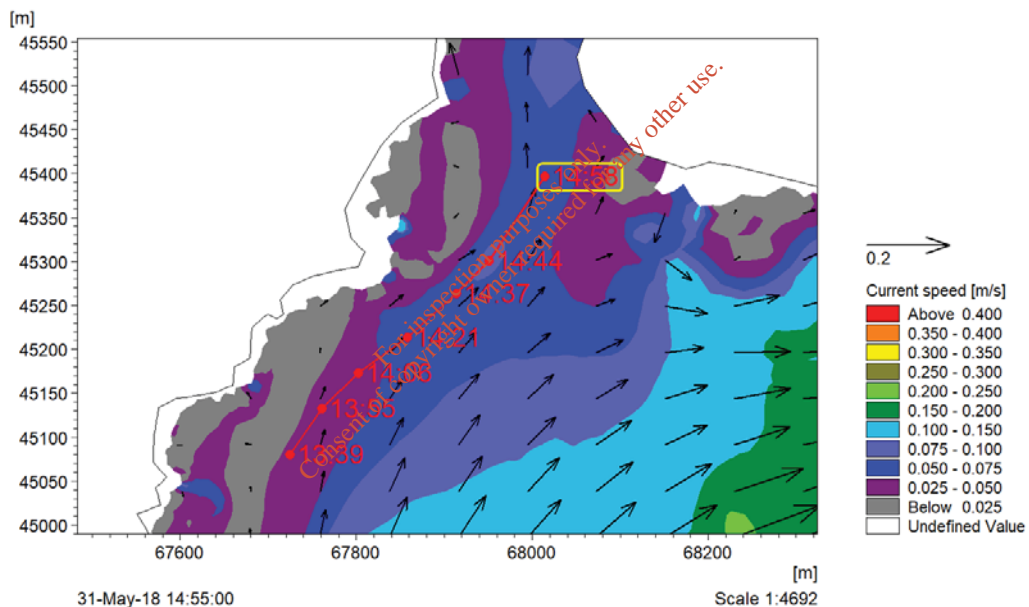 [m]
45550
45500
45450
45400
45350
45300
45250
45200
45150
45100
45050
45000
67600
67800
68000
68200
[m]
14:58
14:44
14:37
14:21
13:39
For inspection purposes only.
Consent of copyright owner required for any other use.
0.2
Current speed [m/s]
Above 0.400
0.350 - 0.400
0.300 - 0.350
0.250 - 0.300
0.200 - 0.250
0.150 - 0.200
0.100 - 0.150
0.075 - 0.100
0.050 - 0.075
0.025 - 0.050
Below 0.025
Undefined Value
31-May-18 14:55:00
Scale 1:4692